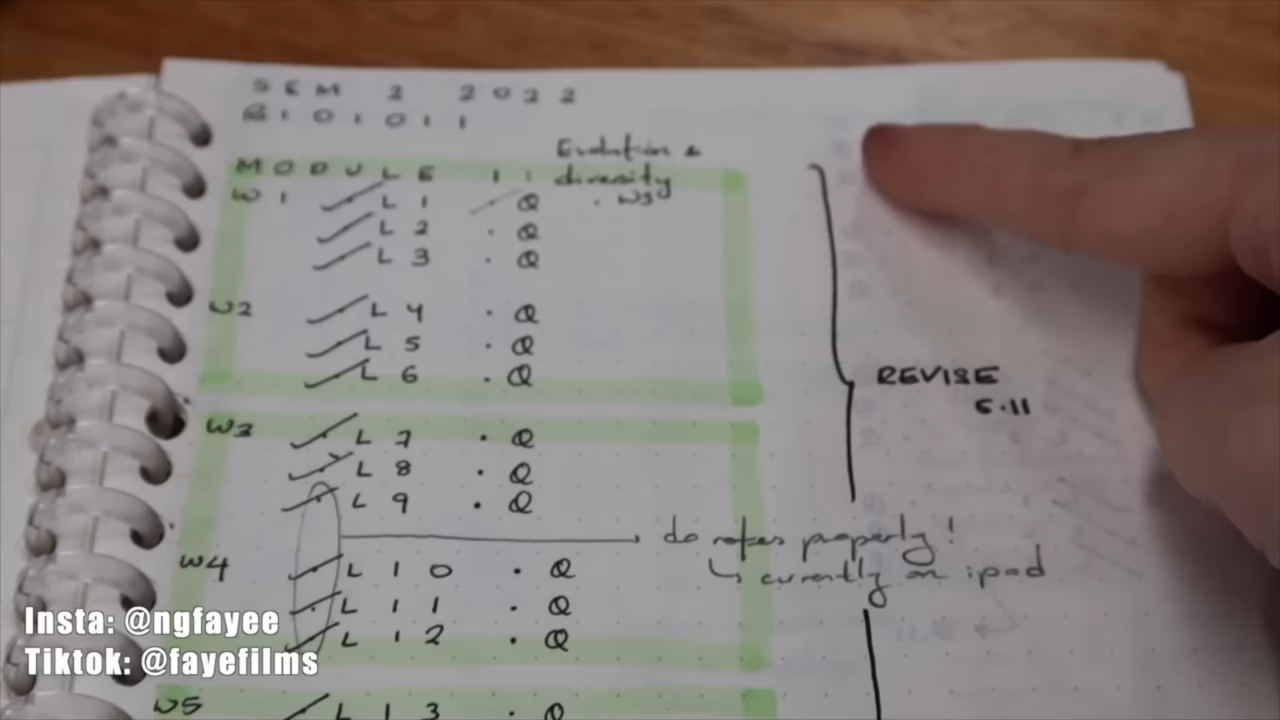 SEM 2 2022
BIO1011
MODULE 1: Evolution & diversity
W1 L1 Q . W3
L2 . Q
L3 . Q
W2 L4 . Q
L5 . Q
L6 . Q
REVISE
5.11
W3 L7 . Q
L8 . Q
L9 . Q
do notes properly!
↳ currently on ipad
W4 L10 . Q
L11 . Q
L12 . Q
W5 L13 . Q
Insta: @ngfayee
Tiktok: @fayefilms